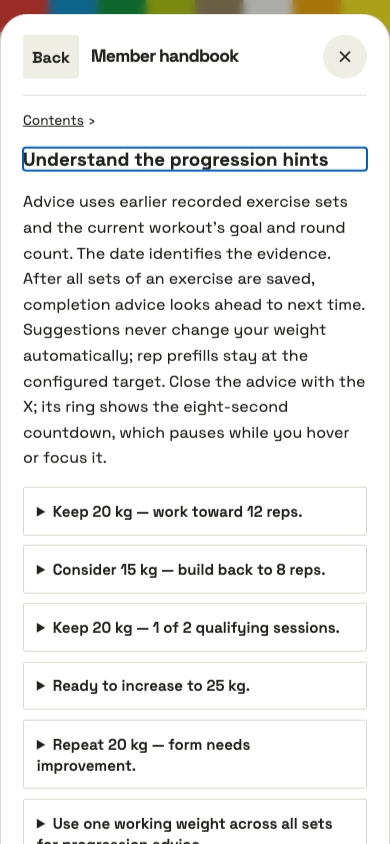 Back
Member handbook
Contents >
Understand the progression hints
Advice uses earlier recorded exercise sets
and the current workout's goal and round
count. The date identifies the evidence.
After all sets of an exercise are saved,
completion advice looks ahead to next time.
Suggestions never change your weight
automatically; rep prefills stay at the
configured target. Close the advice with the
X; its ring shows the eight-second
countdown, which pauses while you hover
or focus it.
Keep 20 kg — work toward 12 reps.
Consider 15 kg — build back to 8 reps.
Keep 20 kg — 1 of 2 qualifying sessions.
Ready to increase to 25 kg.
Repeat 20 kg — form needs
improvement.
Use one working weight across all sets
for progression advice.